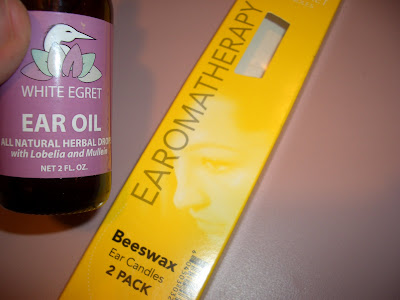 WHITE EGRET
EAR OIL
ALL NATURAL HERBAL DROPS
with Lobelia and Mullein
NET 2 FL. OZ.
EAROMATHERAPY
Beeswax
Ear Candles
2 PACK